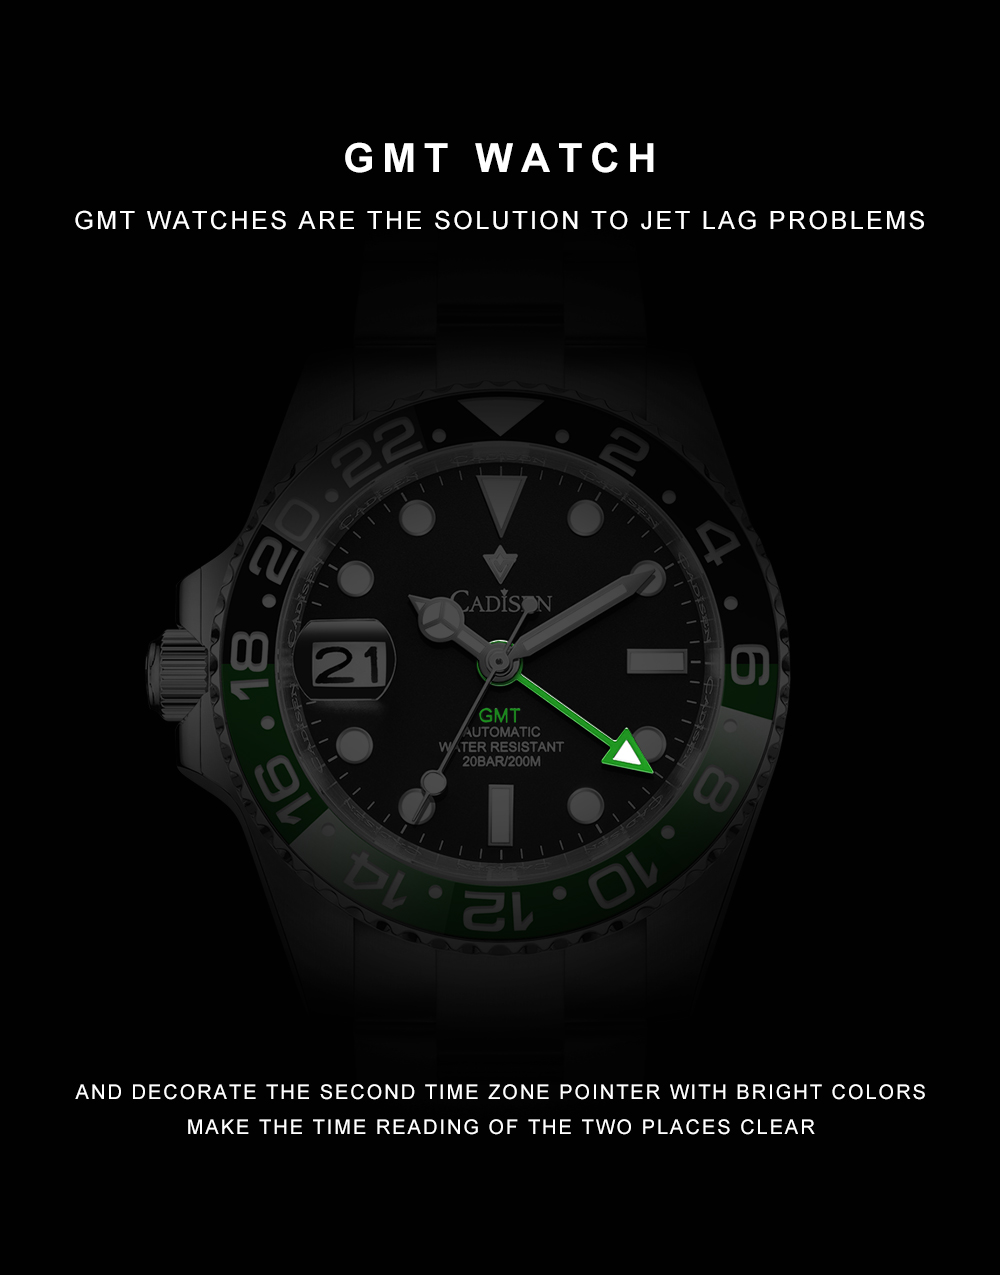 GMT WATCH
GMT WATCHES ARE THE SOLUTION TO JET LAG PROBLEMS
22
2
20
4
CADISEN
18
21
6
GMT
AUTOMATIC
WATER RESISTANT
20BAR/200M
16
8
14
12
10
AND DECORATE THE SECOND TIME ZONE POINTER WITH BRIGHT COLORS
MAKE THE TIME READING OF THE TWO PLACES CLEAR